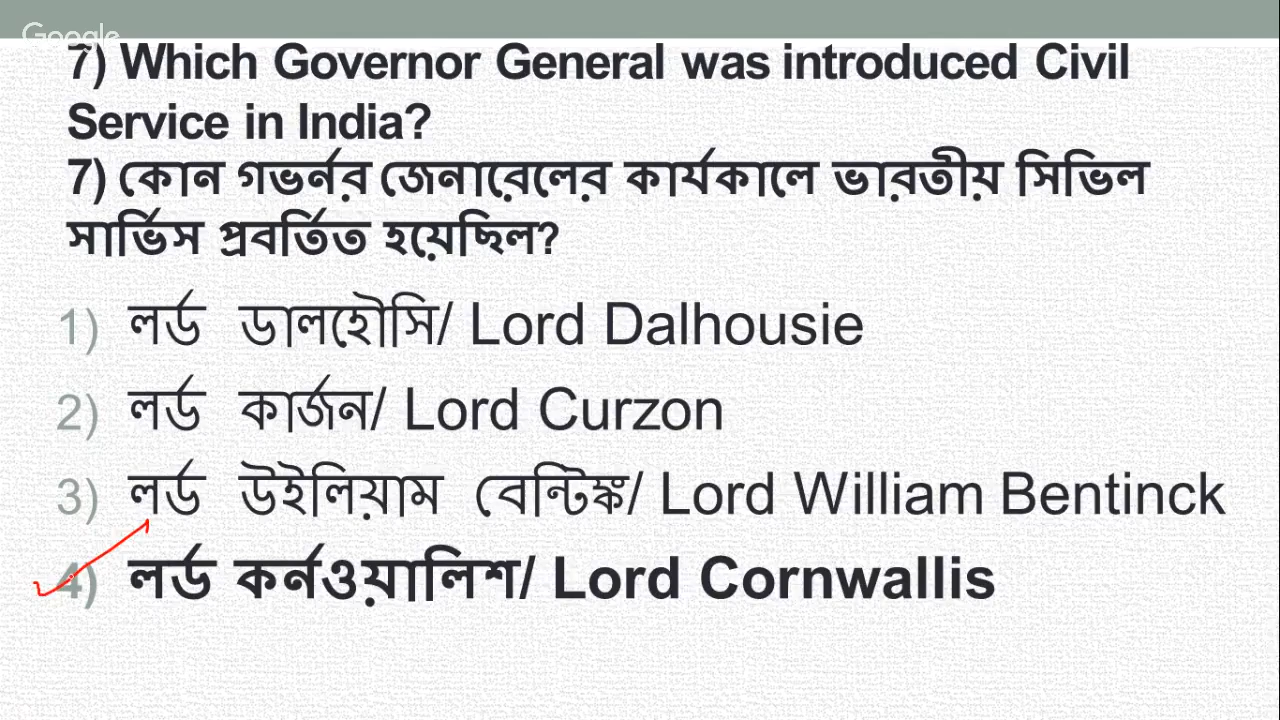 Google
7) Which Governor General was introduced Civil
Service in India?
7) কোন গভর্নর জেনারেলের কার্যকালে ভারতীয় সিভিল
সার্ভিস প্রবর্তিত হয়েছিল?
1) লর্ড ডালহৌসি/ Lord Dalhousie
2) লর্ড কার্জন/ Lord Curzon
3) লর্ড উইলিয়াম বেন্টিঙ্ক/ Lord William Bentinck
4) লর্ড কর্নওয়ালিশ/ Lord Cornwallis